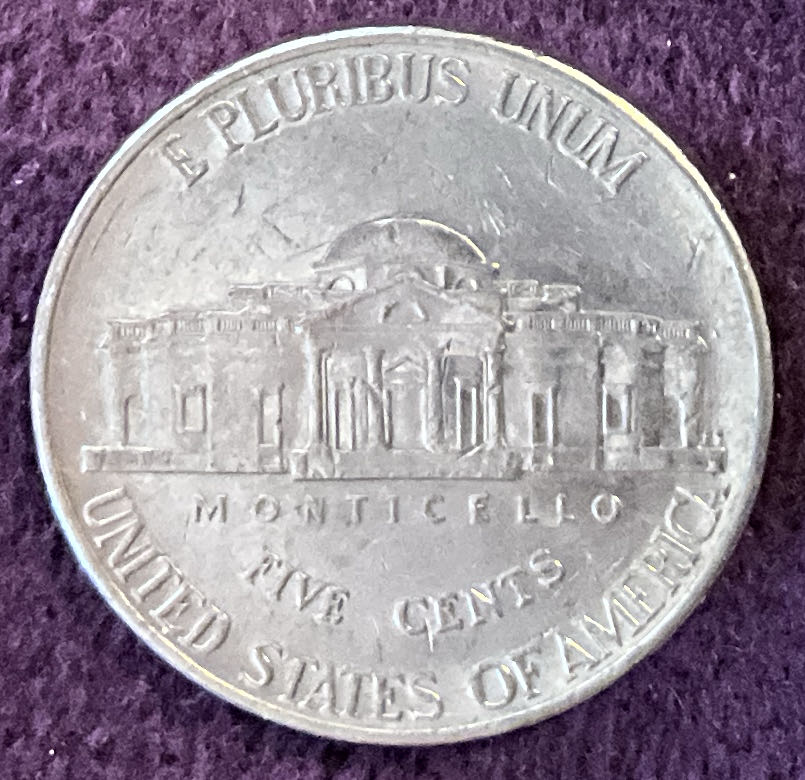 E PLURIBUS UNUM
MONTICELLO
FIVE CENTS
UNITED STATES OF AMERICA